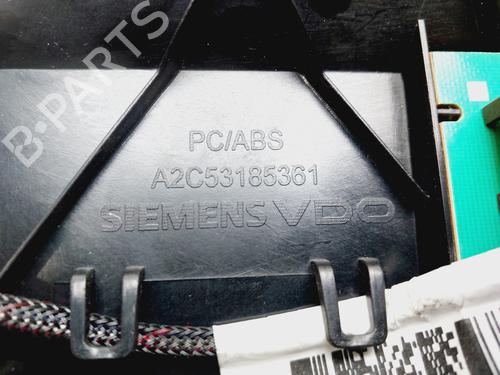 PC/ABS
A2C53185361
SIEMENS VDO
B-PARTS